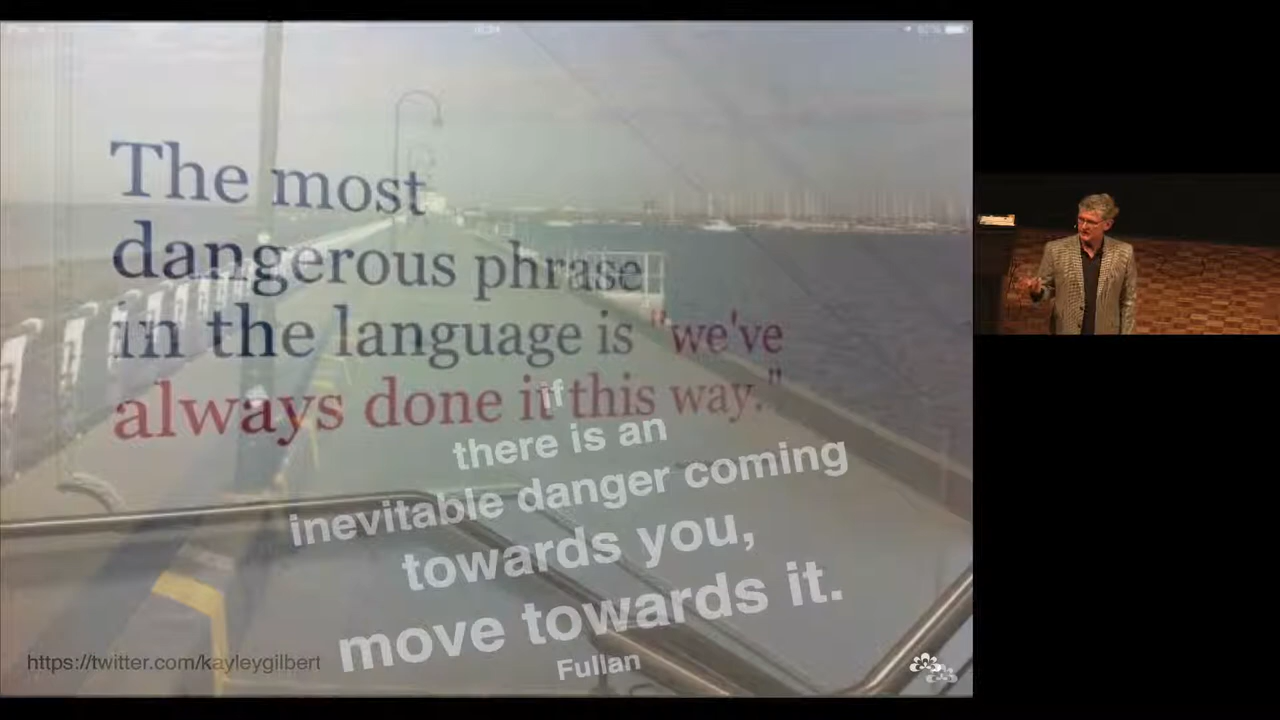 The most
dangerous phrase
in the language is "we've
always done it this way."
if
there is an
inevitable danger coming
towards you,
move towards it.
Fullan
https://twitter.com/kayleygilbert